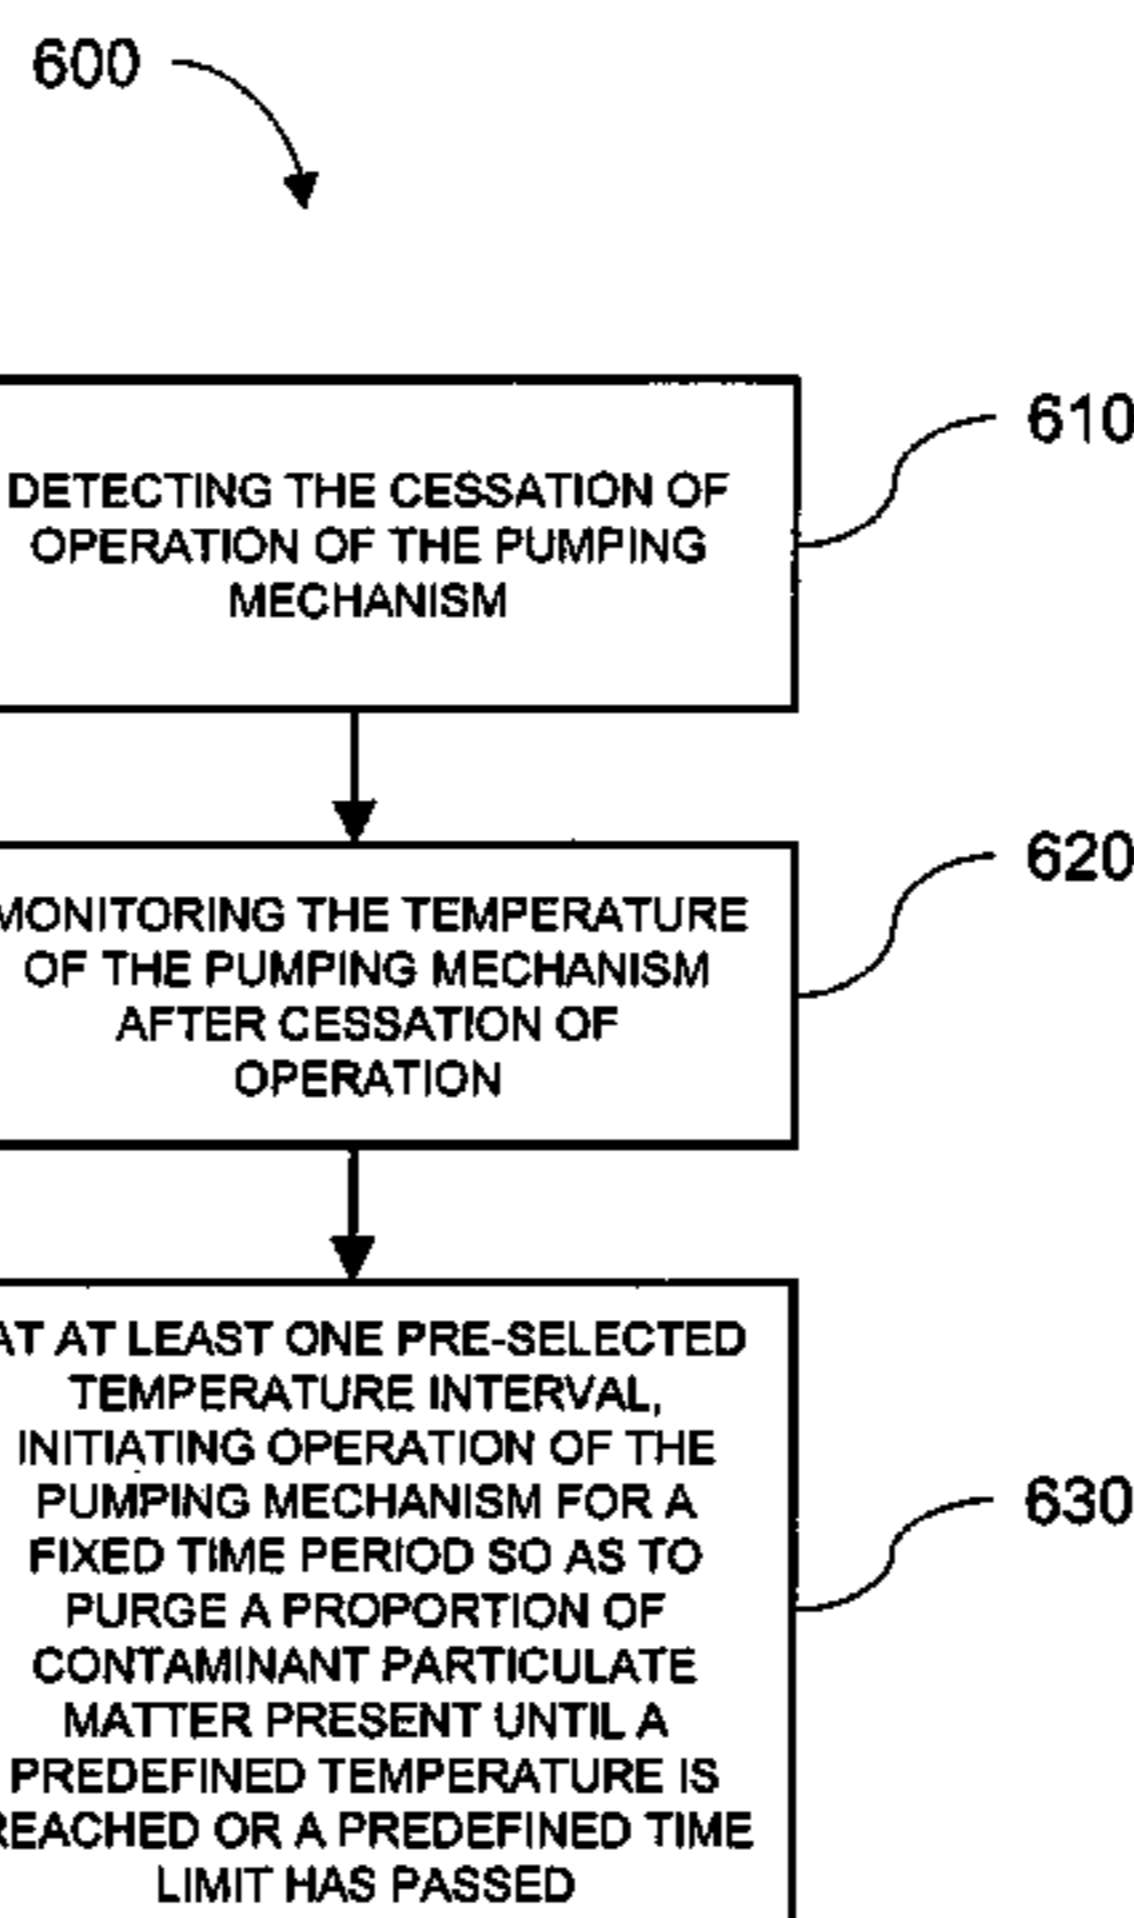 600
610
DETECTING THE CESSATION OF
OPERATION OF THE PUMPING
MECHANISM
620
MONITORING THE TEMPERATURE
OF THE PUMPING MECHANISM
AFTER CESSATION OF
OPERATION
AT AT LEAST ONE PRE-SELECTED
TEMPERATURE INTERVAL,
INITIATING OPERATION OF THE
PUMPING MECHANISM FOR A
630
FIXED TIME PERIOD SO AS TO
PURGE A PROPORTION OF
CONTAMINANT PARTICULATE
MATTER PRESENT UNTIL A
PREDEFINED TEMPERATURE IS
REACHED OR A PREDEFINED TIME
LIMIT HAS PASSED